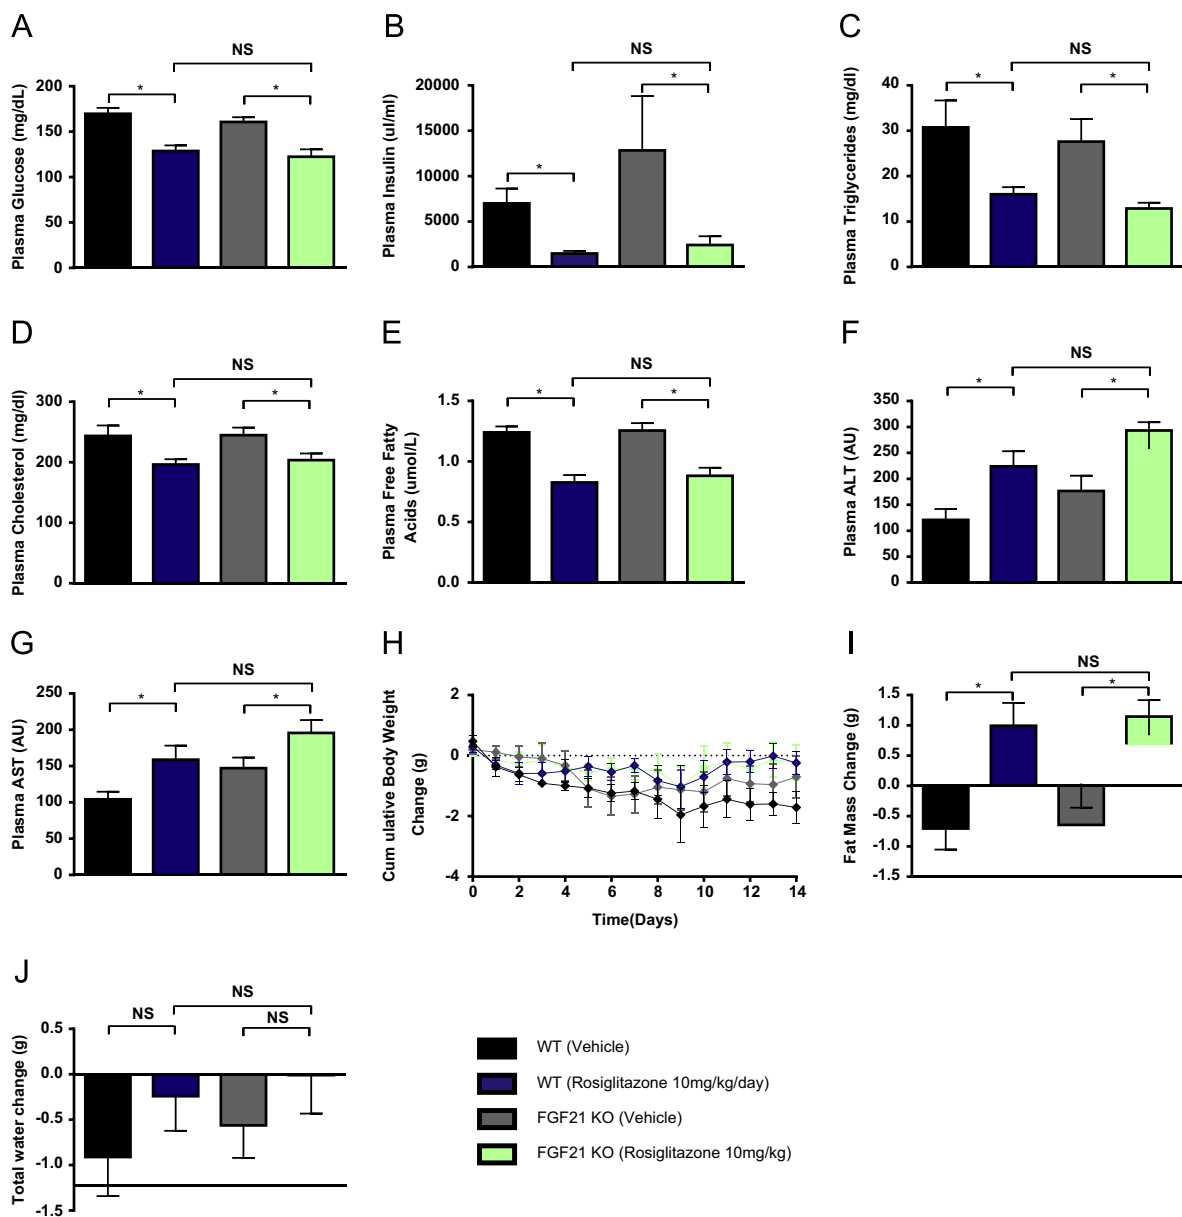 A
B
C
NS
*
*
Plasma Glucose (mg/dL)
200
150
100
50
0
NS
*
*
Plasma Insulin (ul/ml)
20000
15000
10000
5000
0
NS
*
*
Plasma Triglycerides (mg/dl)
40
30
20
10
0
D
E
F
NS
*
*
Plasma Cholesterol (mg/dl)
300
200
100
0
NS
*
*
Plasma Free Fatty
Acids (umol/L)
1.5
1.0
0.5
0.0
NS
*
*
Plasma ALT (AU)
350
300
250
200
150
100
50
0
G
H
I
NS
*
*
Plasma AST (AU)
250
200
150
100
50
0
Cum ulative Body Weight
Change (g)
2
0
-2
-4
0 2 4 6 8 10 12 14
Time(Days)
NS
*
*
Fat Mass Change (g)
1.5
1.0
0.5
0.0
-0.5
-1.0
-1.5
J
NS
NS
NS
Total water change (g)
0.5
0.0
-0.5
-1.0
-1.5
WT (Vehicle)
WT (Rosiglitazone 10mg/kg/day)
FGF21 KO (Vehicle)
FGF21 KO (Rosiglitazone 10mg/kg)